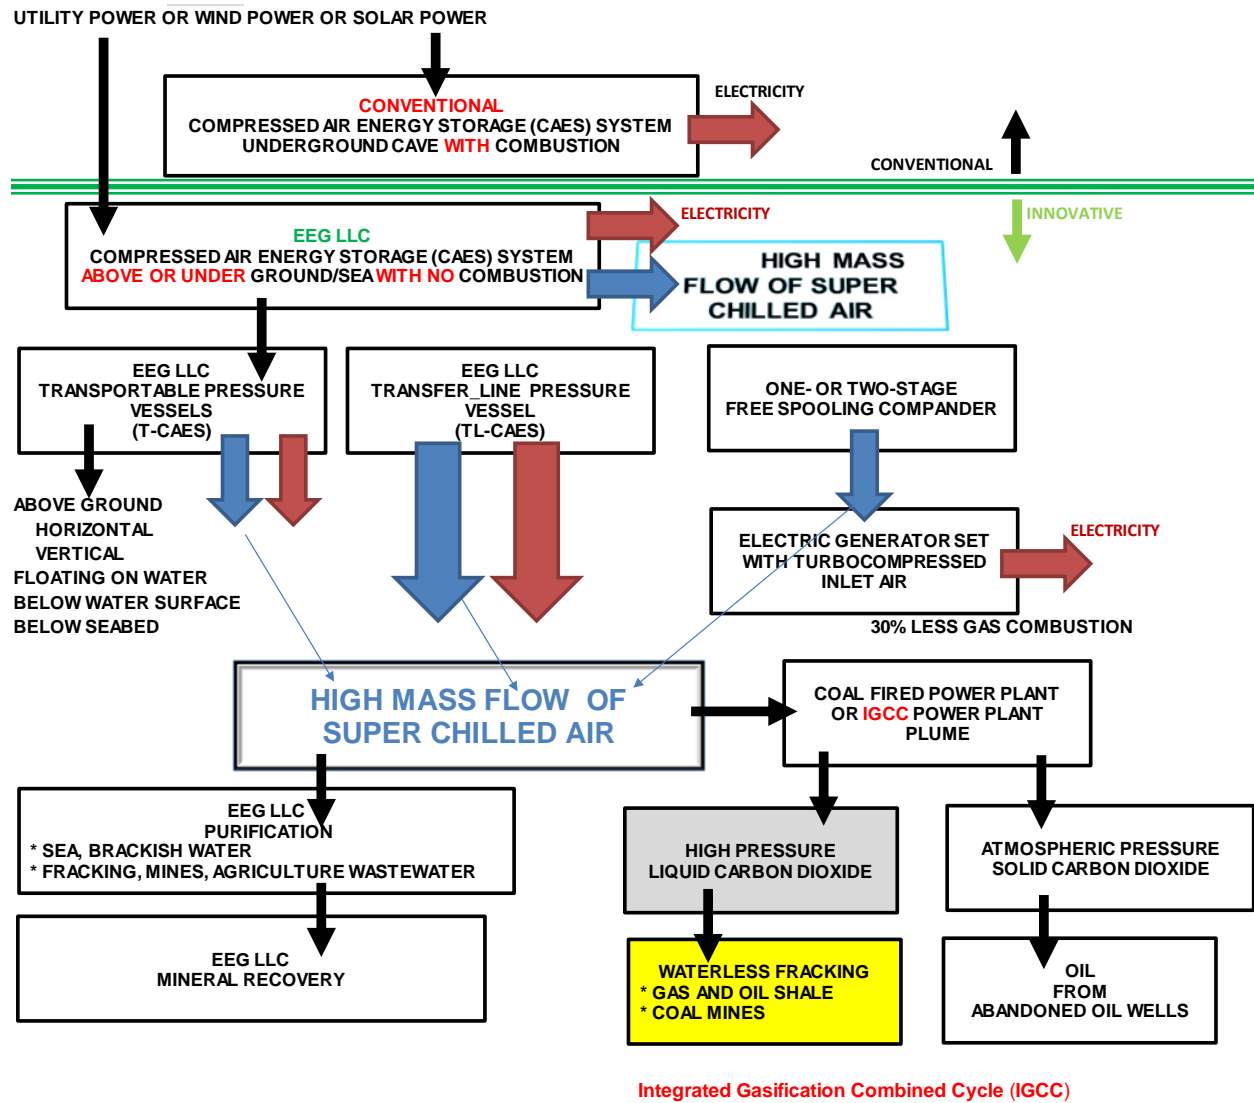 UTILITY POWER OR WIND POWER OR SOLAR POWER
ELECTRICITY
CONVENTIONAL
COMPRESSED AIR ENERGY STORAGE (CAES) SYSTEM
UNDERGROUND CAVE WITH COMBUSTION
CONVENTIONAL
ELECTRICITY
INNOVATIVE
EEG LLC
COMPRESSED AIR ENERGY STORAGE (CAES) SYSTEM
ABOVE OR UNDER GROUND/SEA WITH NO COMBUSTION
HIGH MASS
FLOW OF SUPER
CHILLED AIR
EEG LLC
TRANSPORTABLE PRESSURE
VESSELS
(T-CAES)
EEG LLC
TRANSFER_LINE PRESSURE
VESSEL
(TL-CAES)
ONE- OR TWO-STAGE
FREE SPOOLING COMPANDER
ABOVE GROUND
HORIZONTAL
VERTICAL
FLOATING ON WATER
BELOW WATER SURFACE
BELOW SEABED
ELECTRIC GENERATOR SET
WITH TURBOCOMPRESSED
INLET AIR
ELECTRICITY
30% LESS GAS COMBUSTION
HIGH MASS FLOW OF
SUPER CHILLED AIR
COAL FIRED POWER PLANT
OR IGCC POWER PLANT
PLUME
EEG LLC
PURIFICATION
* SEA, BRACKISH WATER
* FRACKING, MINES, AGRICULTURE WASTEWATER
HIGH PRESSURE
LIQUID CARBON DIOXIDE
ATMOSPHERIC PRESSURE
SOLID CARBON DIOXIDE
EEG LLC
MINERAL RECOVERY
WATERLESS FRACKING
* GAS AND OIL SHALE
* COAL MINES
OIL
FROM
ABANDONED OIL WELLS
Integrated Gasification Combined Cycle (IGCC)